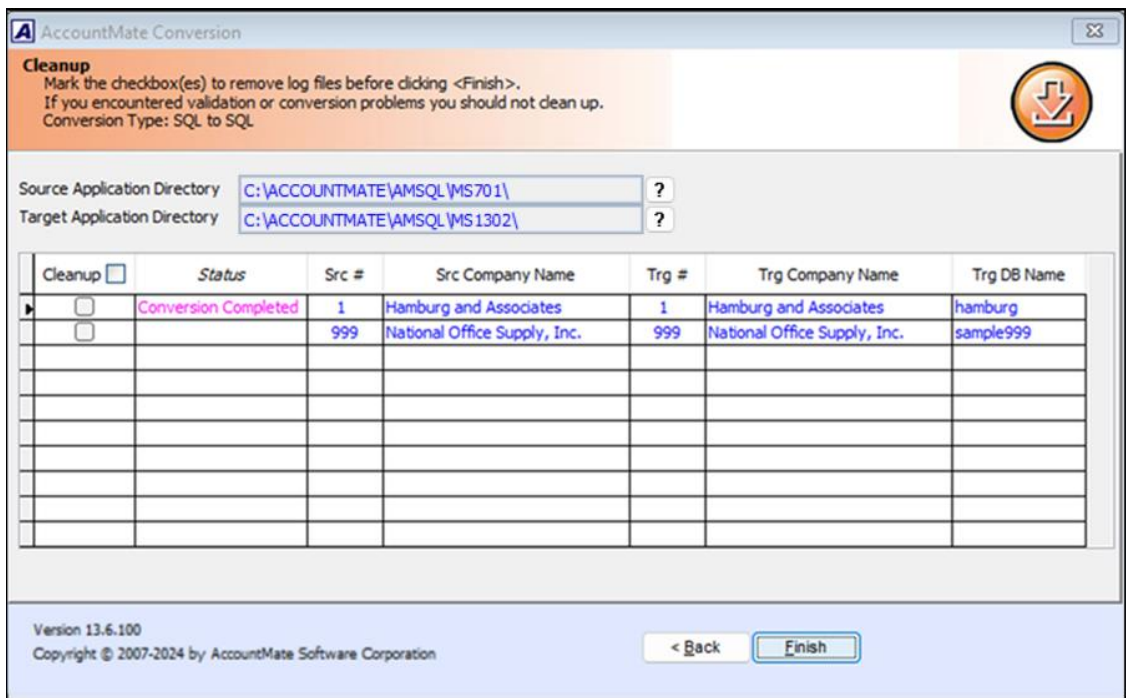 AccountMate Conversion
Cleanup
Mark the checkbox(es) to remove log files before clicking <Finish>.
If you encountered validation or conversion problems you should not clean up.
Conversion Type: SQL to SQL
Source Application Directory C:\ACCOUNTMATE\AMSQL\MS701\ ?
Target Application Directory C:\ACCOUNTMATE\AMSQL\MS1302\ ?
Cleanup Status Src # Src Company Name Trg # Trg Company Name Trg DB Name
Conversion Completed 1 Hamburg and Associates 1 Hamburg and Associates hamburg
999 National Office Supply, Inc. 999 National Office Supply, Inc. sample999
Version 13.6.100
Copyright © 2007-2024 by AccountMate Software Corporation
< Back Finish